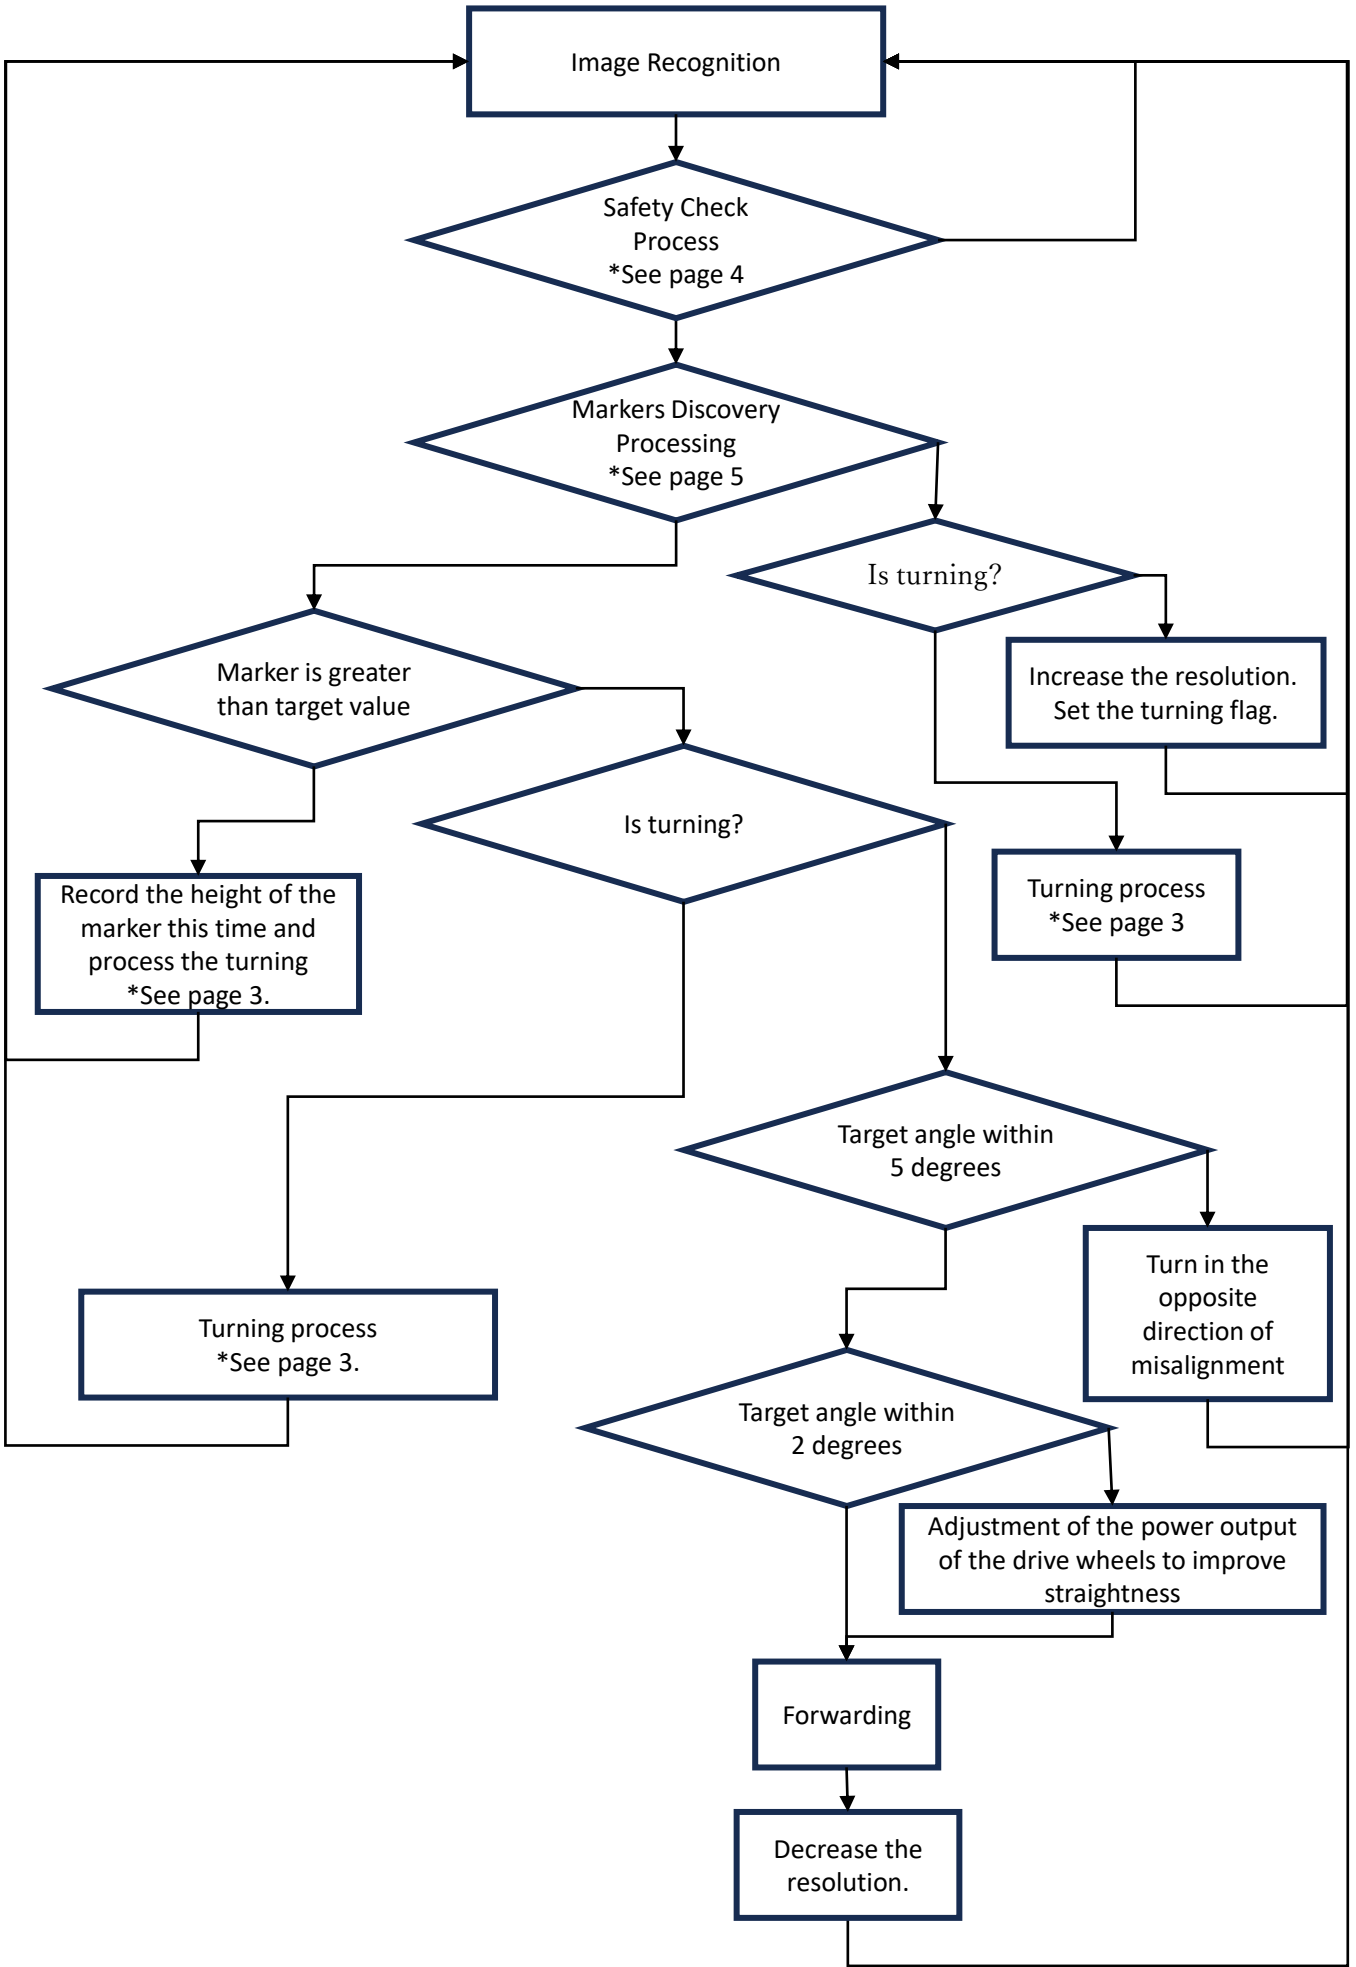 Image Recognition
Safety Check
Process
*See page 4
Markers Discovery
Processing
*See page 5
Is turning?
Marker is greater
than target value
Increase the resolution.
Set the turning flag.
Is turning?
Record the height of the
marker this time and
process the turning
*See page 3.
Turning process
*See page 3
Target angle within
5 degrees
Turn in the
opposite
direction of
misalignment
Turning process
*See page 3.
Target angle within
2 degrees
Adjustment of the power output
of the drive wheels to improve
straightness
Forwarding
Decrease the
resolution.